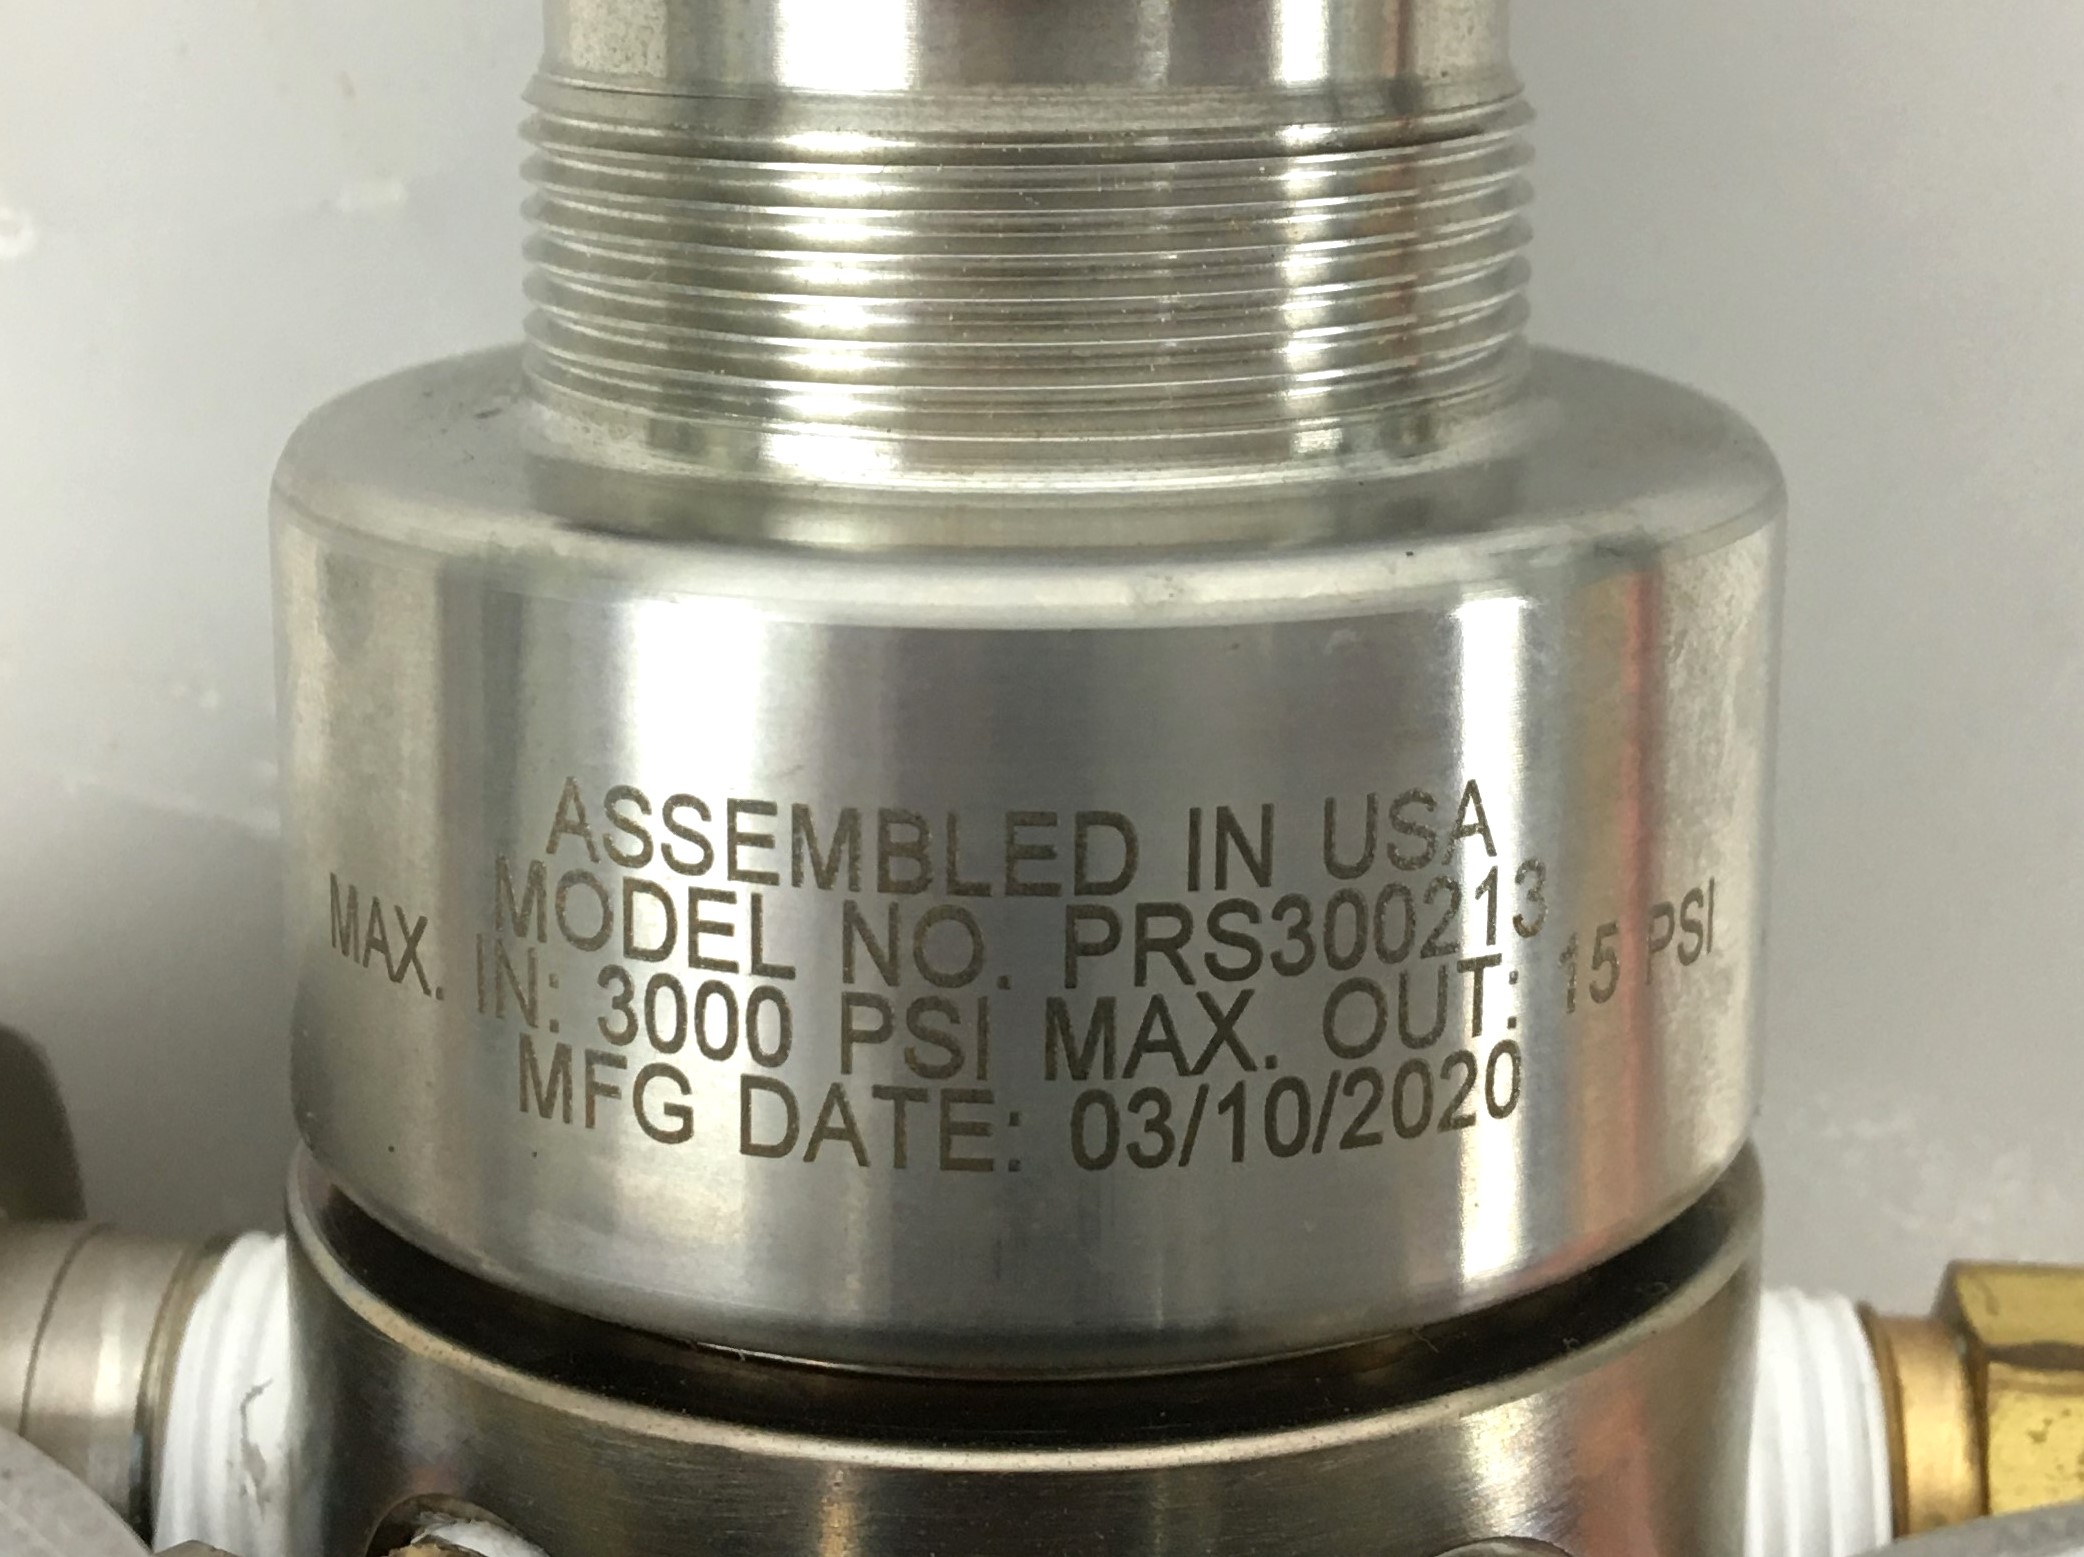 ASSEMBLED IN USA
MODEL NO. PRS300213
MAX. IN: 3000 PSI MAX. OUT: 15 PSI
MFG DATE: 03/10/2020